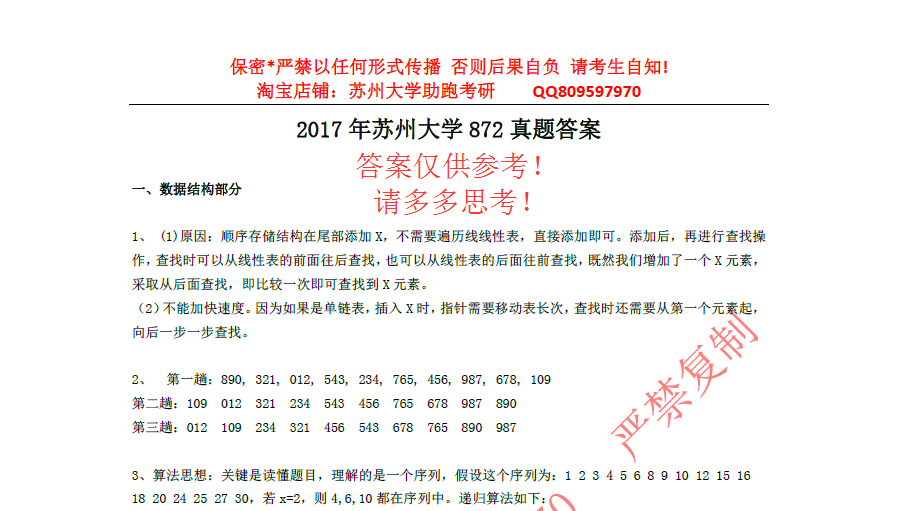 保密*严禁以任何形式传播 否则后果自负 请考生自知!
淘宝店铺：苏州大学助跑考研 QQ809597970
2017 年苏州大学 872 真题答案
答案仅供参考！
请多多思考！
一、数据结构部分
1、 (1)原因：顺序存储结构在尾部添加 X，不需要遍历线线性表，直接添加即可。添加后，再进行查找操
作，查找时可以从线性表的前面往后查找，也可以从线性表的后面往前查找，既然我们增加了一个 X 元素，
采取从后面查找，即比较一次即可查找到 X 元素。
（2）不能加快速度。因为如果是单链表，插入 X 时，指针需要移动表长次，查找时还需要从第一个元素起，
向后一步一步查找。
2、 第一趟：890, 321, 012, 543, 234, 765, 456, 987, 678, 109
第二趟：109 012 321 234 543 456 765 678 987 890
第三趟：012 109 234 321 456 543 678 765 890 987
严禁复制
3、算法思想：关键是读懂题目，理解的是一个序列，假设这个序列为：1 2 3 4 5 6 8 9 10 12 15 16
18 20 24 25 27 30，若 x=2，则 4,6,10 都在序列中。递归算法如下：